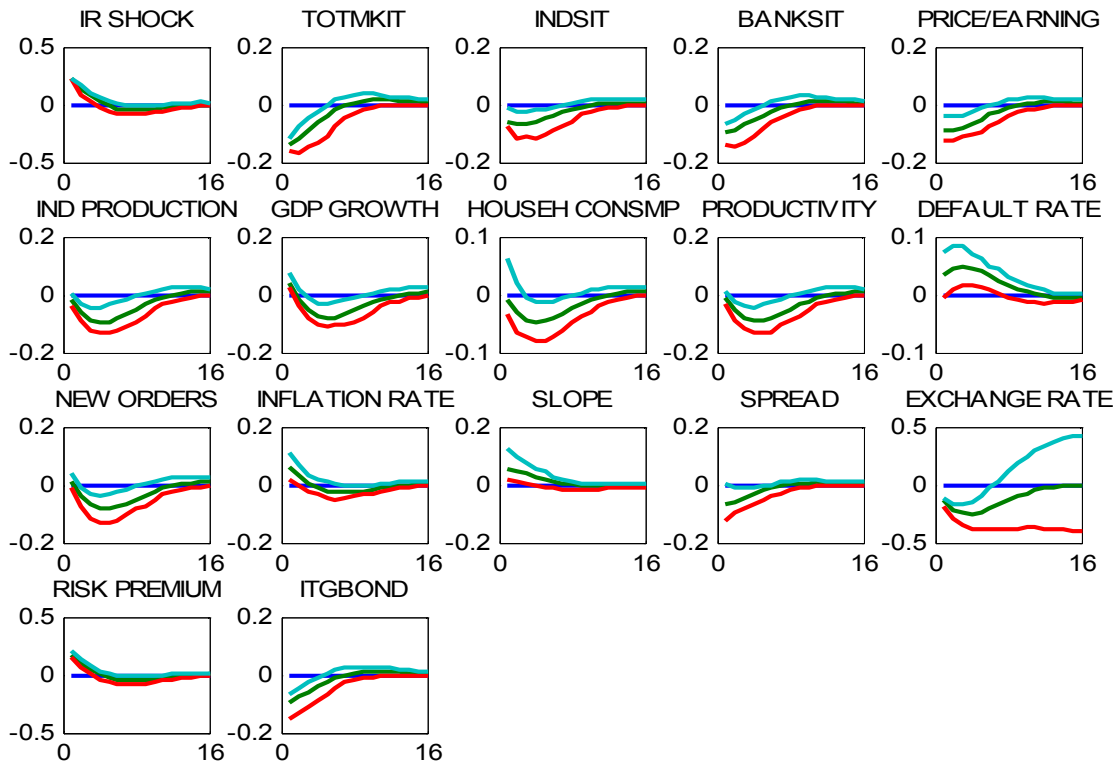 IR SHOCK TOTMKIT INDSIT BANKSIT PRICE/EARNING
0.5 0.2 0.2 0.2 0.2
0 0 0 0 0
-0.5 -0.2 -0.2 -0.2 -0.2
0 16 0 16 0 16 0 16 0 16
IND PRODUCTION GDP GROWTH HOUSEH CONSMP PRODUCTIVITY DEFAULT RATE
0.2 0.2 0.1 0.2 0.1
0 0 0 0 0
-0.2 -0.2 -0.1 -0.2 -0.1
0 16 0 16 0 16 0 16 0 16
NEW ORDERS INFLATION RATE SLOPE SPREAD EXCHANGE RATE
0.2 0.2 0.2 0.2 0.5
0 0 0 0 0
-0.2 -0.2 -0.2 -0.2 -0.5
0 16 0 16 0 16 0 16 0 16
RISK PREMIUM ITGBOND
0.5 0.2
0 0
-0.5 -0.2
0 16 0 16